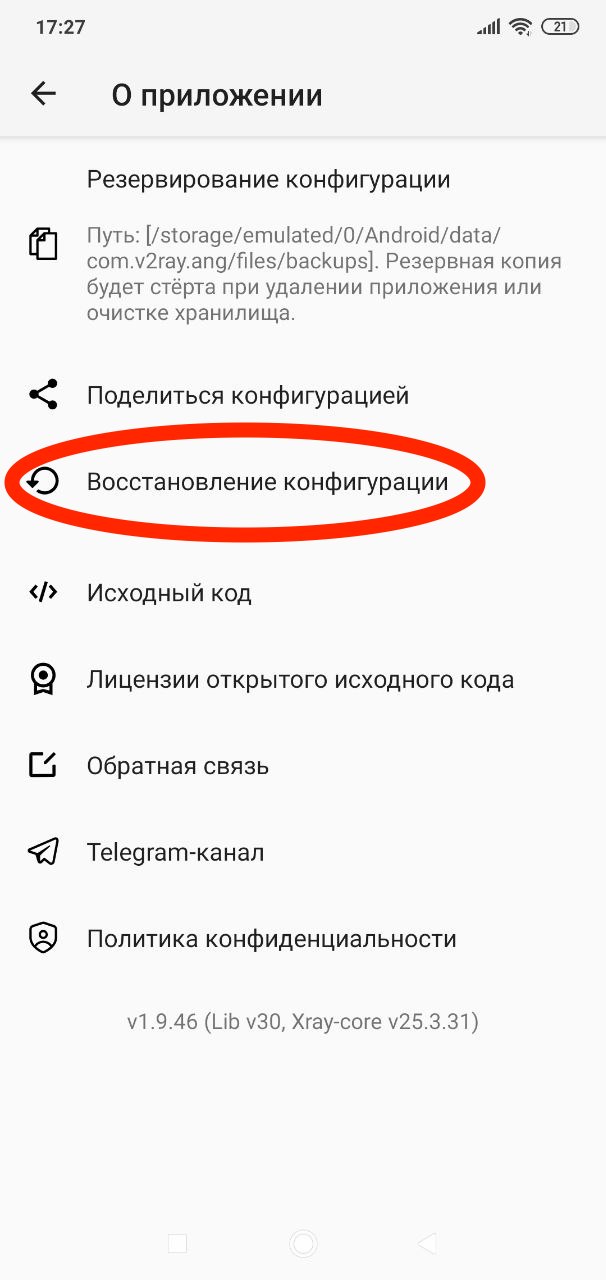 17:27
21
О приложении
Резервирование конфигурации
Путь: [/storage/emulated/0/Android/data/
com.v2ray.ang/files/backups]. Резервная копия
будет стёрта при удалении приложения или
очистке хранилища.
Поделиться конфигурацией
Восстановление конфигурации
Исходный код
Лицензии открытого исходного кода
Обратная связь
Telegram-канал
Политика конфиденциальности
v1.9.46 (Lib v30, Xray-core v25.3.31)